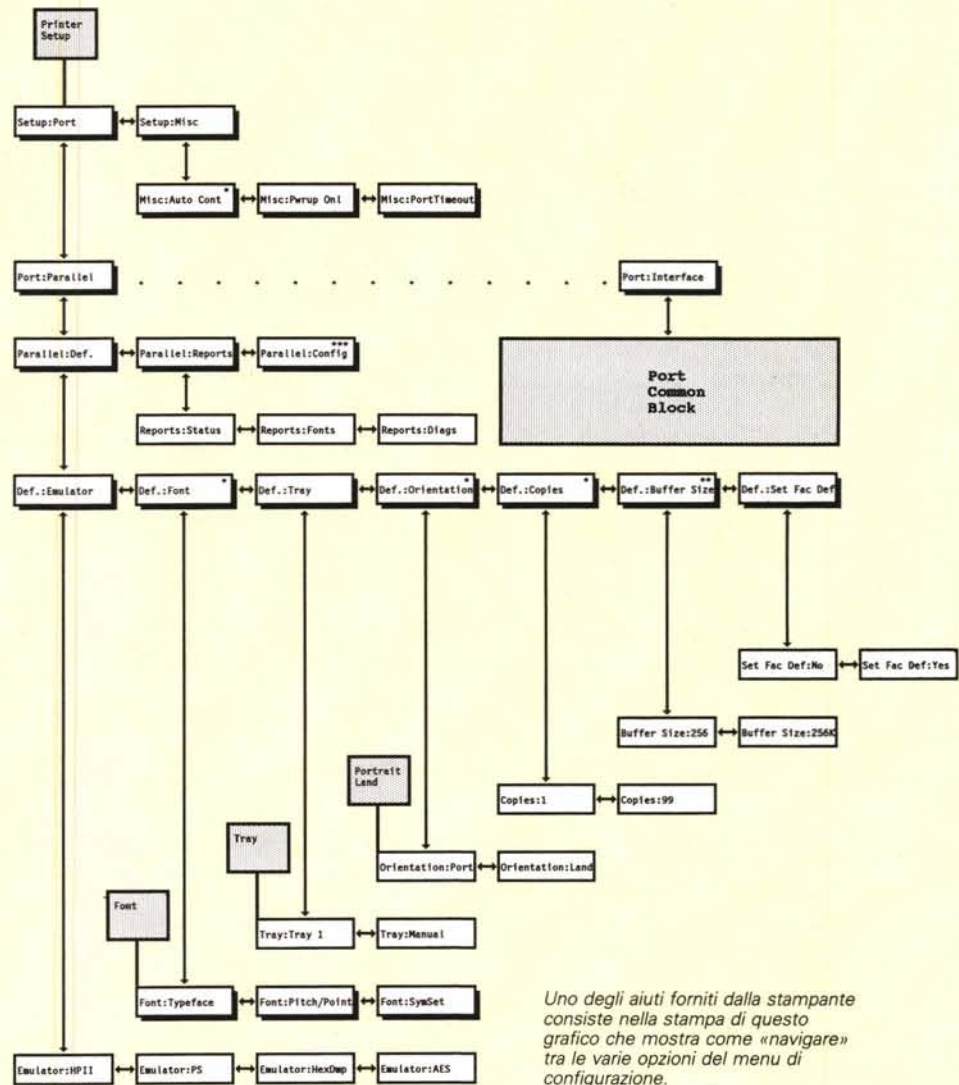 Printer
Setup
Setup:Port
Setup:Misc
Misc:Auto Cont *
Misc:Pwrup Onl
Misc:PortTimeout
Port:Parallel
Port:Interface
Parallel:Def.
Parallel:Reports
Parallel:Config ***
Port
Common
Block
Reports:Status
Reports:Fonts
Reports:Diags
Def.:Emulator
Def.:Font *
Def.:Tray
Def.:Orientation *
Def.:Copies *
Def.:Buffer Size **
Def.:Set Fac Def
Set Fac Def:No
Set Fac Def:Yes
Buffer Size:256
Buffer Size:256K
Portrait
Land
Copies:1
Copies:99
Tray
Orientation:Port
Orientation:Land
Font
Tray:Tray 1
Tray:Manual
Font:Typeface
Font:Pitch/Point
Font:SymSet
Emulator:HPII
Emulator:PS
Emulator:HexDmp
Emulator:AES
Uno degli aiuti forniti dalla stampante
consiste nella stampa di questo
grafico che mostra come «navigare»
tra le varie opzioni del menu di
configurazione.